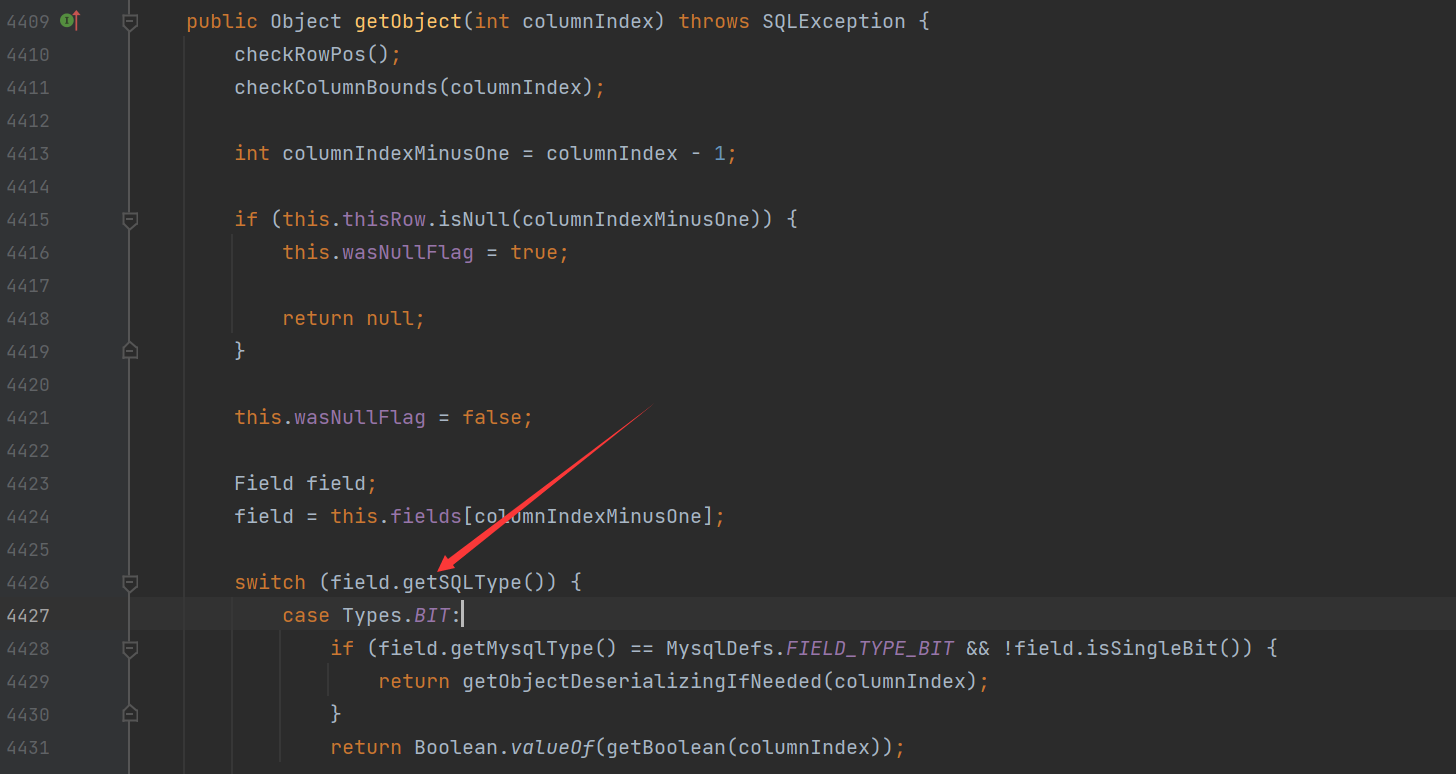 4409 public Object getObject(int columnIndex) throws SQLException {
4410 checkRowPos();
4411 checkColumnBounds(columnIndex);
4412
4413 int columnIndexMinusOne = columnIndex - 1;
4414
4415 if (this.thisRow.isNull(columnIndexMinusOne)) {
4416 this.wasNullFlag = true;
4417
4418 return null;
4419 }
4420
4421 this.wasNullFlag = false;
4422
4423 Field field;
4424 field = this.fields[columnIndexMinusOne];
4425
4426 switch (field.getSQLType()) {
4427 case Types.BIT:
4428 if (field.getMysqlType() == MysqlDefs.FIELD_TYPE_BIT && !field.isSingleBit()) {
4429 return getObjectDeserializingIfNeeded(columnIndex);
4430 }
4431 return Boolean.valueOf(getBoolean(columnIndex));